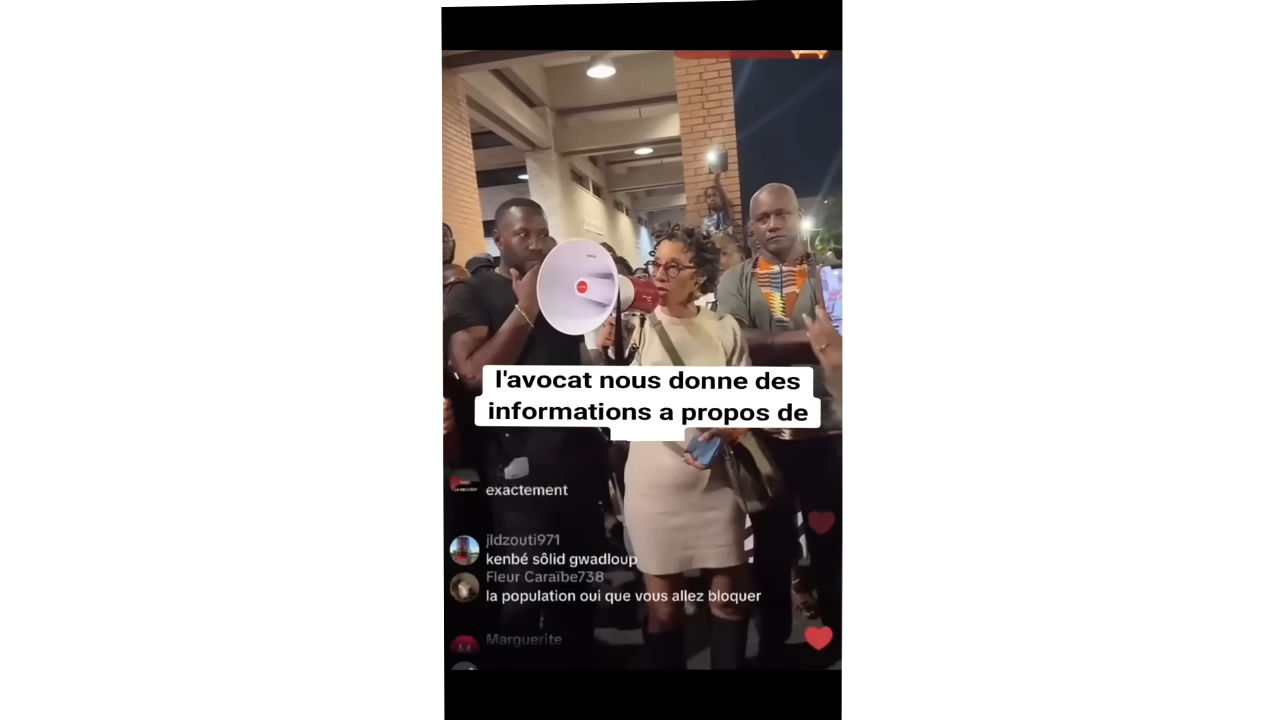 l'avocat nous donne des
informations a propos de
exactement
jldzouti971
kenbé sôlid gwadloup
Fleur Caraïbe738
la population oui que vous allez bloquer
Marguerite
M